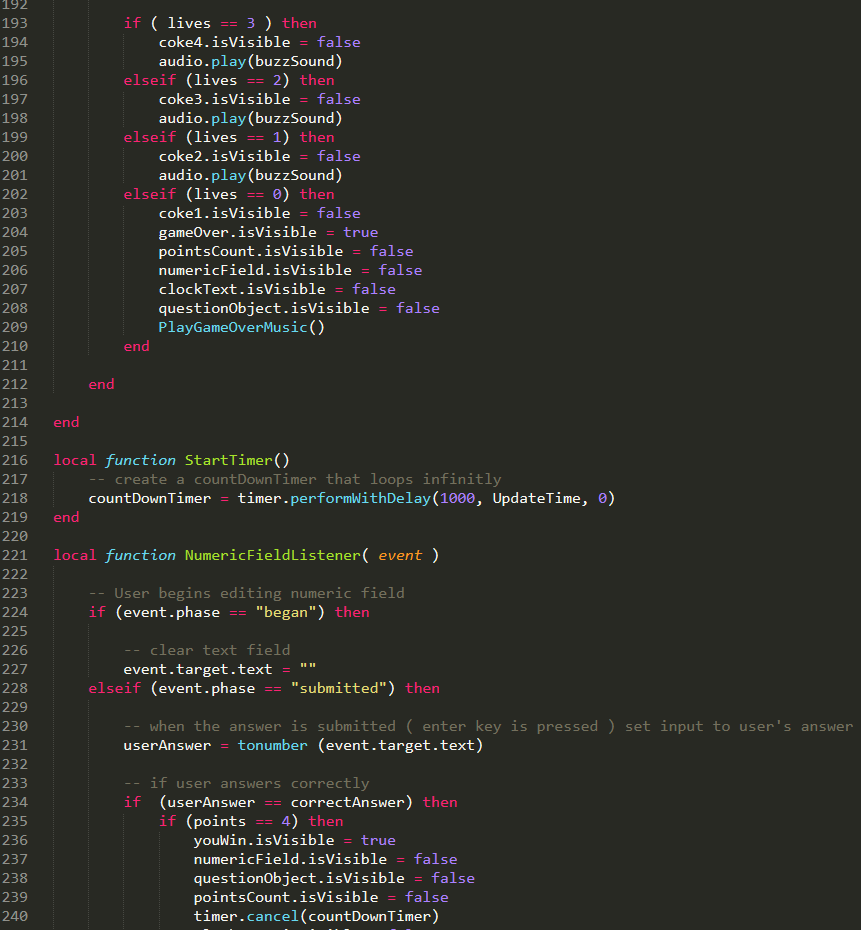 192
193 if ( lives == 3 ) then
194 coke4.isVisible = false
195 audio.play(buzzSound)
196 elseif (lives == 2) then
197 coke3.isVisible = false
198 audio.play(buzzSound)
199 elseif (lives == 1) then
200 coke2.isVisible = false
201 audio.play(buzzSound)
202 elseif (lives == 0) then
203 coke1.isVisible = false
204 gameOver.isVisible = true
205 pointsCount.isVisible = false
206 numericField.isVisible = false
207 clockText.isVisible = false
208 questionObject.isVisible = false
209 PlayGameOverMusic()
210 end
211
212 end
213
214 end
215
216 local function StartTimer()
217 -- create a countDownTimer that loops infinitly
218 countDownTimer = timer.performWithDelay(1000, UpdateTime, 0)
219 end
220
221 local function NumericFieldListener( event )
222
223 -- User begins editing numeric field
224 if (event.phase == "began") then
225
226 -- clear text field
227 event.target.text = ""
228 elseif (event.phase == "submitted") then
229
230 -- when the answer is submitted ( enter key is pressed ) set input to user's answer
231 userAnswer = tonumber (event.target.text)
232
233 -- if user answers correctly
234 if (userAnswer == correctAnswer) then
235 if (points == 4) then
236 youWin.isVisible = true
237 numericField.isVisible = false
238 questionObject.isVisible = false
239 pointsCount.isVisible = false
240 timer.cancel(countDownTimer)